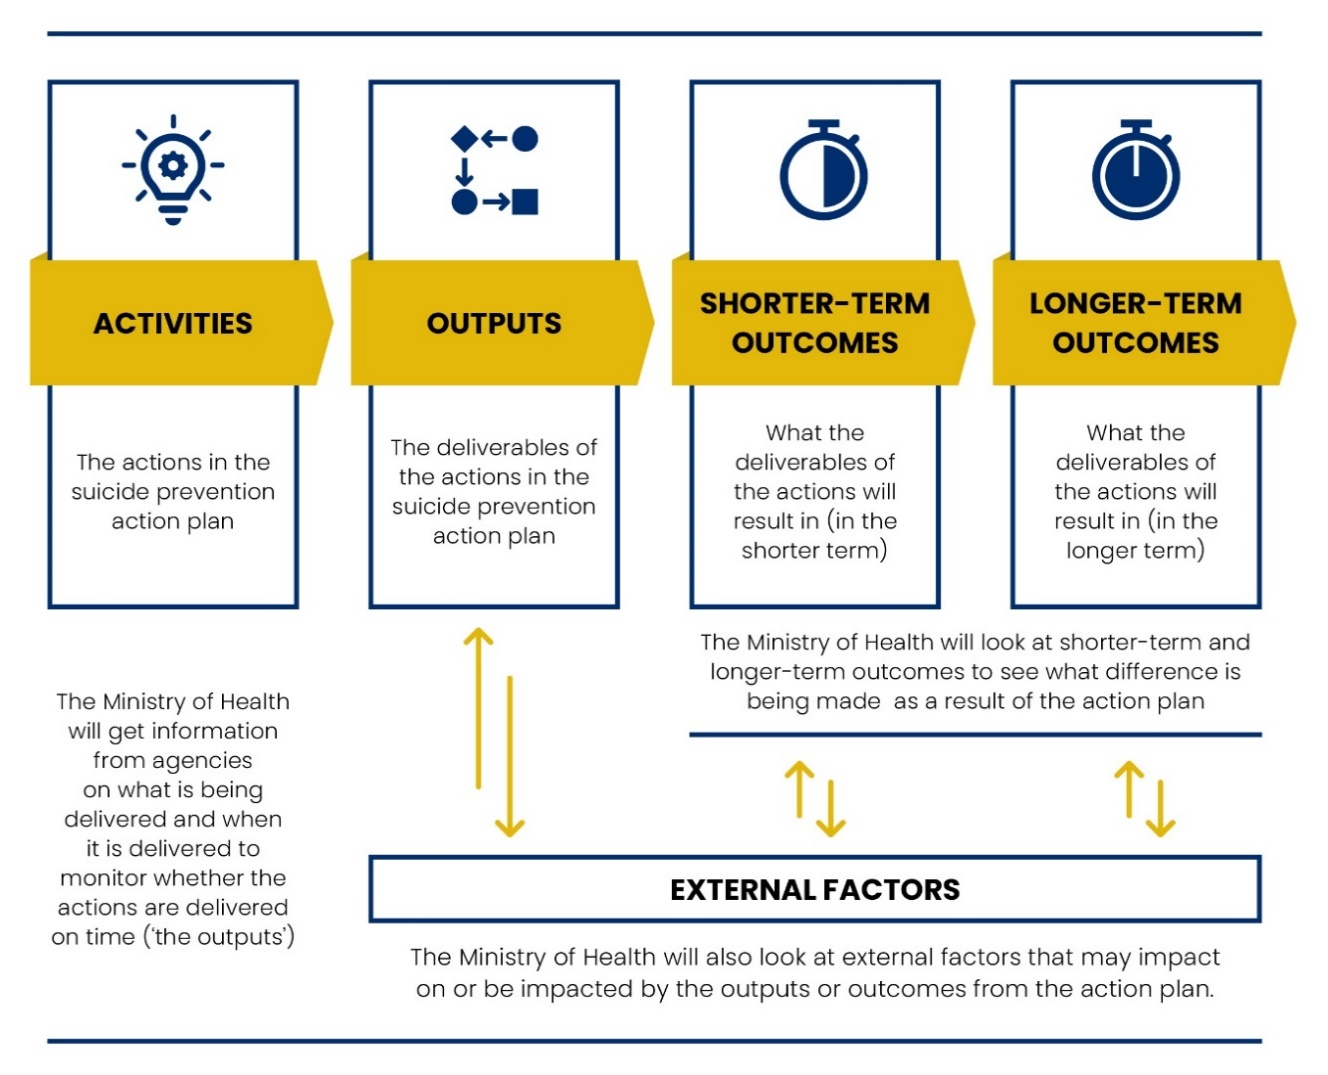 ACTIVITIES
The actions in the
suicide prevention
action plan
The Ministry of Health
will get information
from agencies
on what is being
delivered and when
it is delivered to
monitor whether the
actions are delivered
on time (‘the outputs’)
OUTPUTS
The deliverables of
the actions in the
suicide prevention
action plan
SHORTER-TERM
OUTCOMES
What the
deliverables of
the actions will
result in (in the
shorter term)
LONGER-TERM
OUTCOMES
What the
deliverables of
the actions will
result in (in the
longer term)
The Ministry of Health will look at shorter-term and
longer-term outcomes to see what difference is
being made as a result of the action plan
EXTERNAL FACTORS
The Ministry of Health will also look at external factors that may impact
on or be impacted by the outputs or outcomes from the action plan.